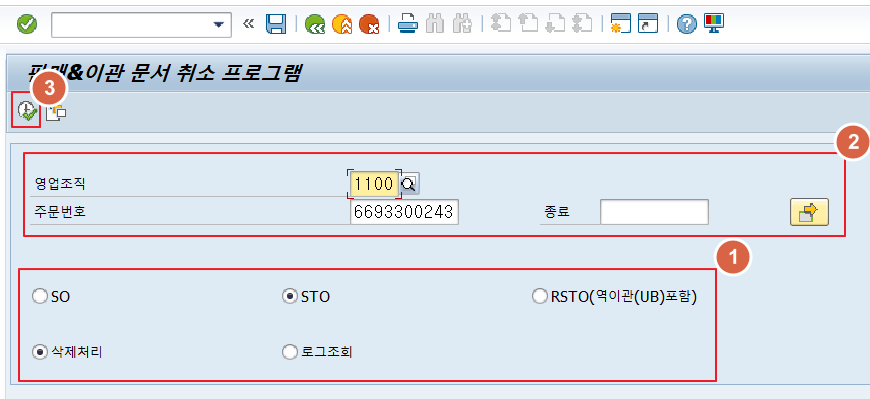 판매&이관 문서 취소 프로그램
3
2
영업조직 1100
주문번호 6693300243 종료
1
SO STO RSTO(역이관(UB)포함)
삭제처리 로그조회